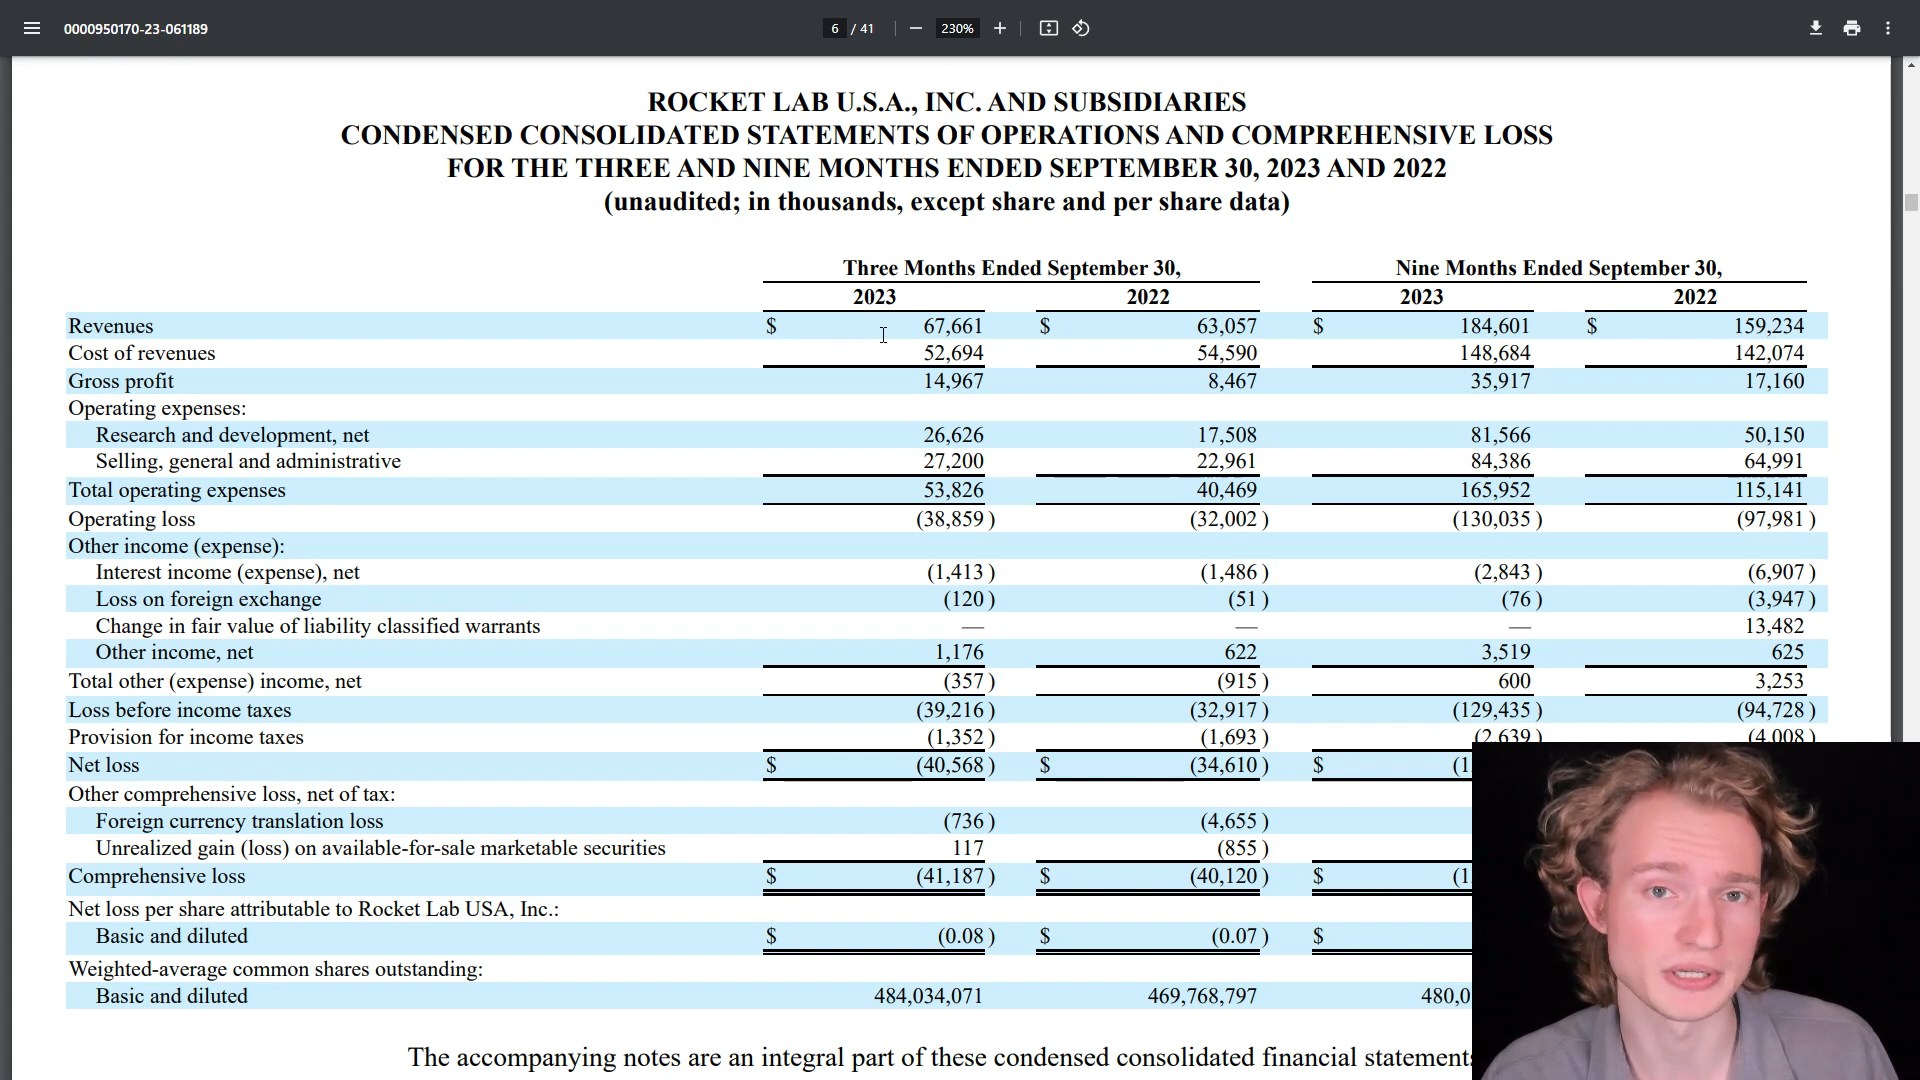 0000950170-23-061189
6 / 41
230%
ROCKET LAB U.S.A., INC. AND SUBSIDIARIES
CONDENSED CONSOLIDATED STATEMENTS OF OPERATIONS AND COMPREHENSIVE LOSS
FOR THE THREE AND NINE MONTHS ENDED SEPTEMBER 30, 2023 AND 2022
(unaudited; in thousands, except share and per share data)
Three Months Ended September 30, Nine Months Ended September 30,
2023 2022 2023 2022
Revenues $ 67,661 $ 63,057 $ 184,601 $ 159,234
Cost of revenues 52,694 54,590 148,684 142,074
Gross profit 14,967 8,467 35,917 17,160
Operating expenses:
Research and development, net 26,626 17,508 81,566 50,150
Selling, general and administrative 27,200 22,961 84,386 64,991
Total operating expenses 53,826 40,469 165,952 115,141
Operating loss (38,859) (32,002) (130,035) (97,981)
Other income (expense):
Interest income (expense), net (1,413) (1,486) (2,843) (6,907)
Loss on foreign exchange (120) (51) (76) (3,947)
Change in fair value of liability classified warrants — — — 13,482
Other income, net 1,176 622 3,519 625
Total other (expense) income, net (357) (915) 600 3,253
Loss before income taxes (39,216) (32,917) (129,435) (94,728)
Provision for income taxes (1,352) (1,693) (2,639) (4,008)
Net loss $ (40,568) $ (34,610) $ (1
Other comprehensive loss, net of tax:
Foreign currency translation loss (736) (4,655)
Unrealized gain (loss) on available-for-sale marketable securities 117 (855)
Comprehensive loss $ (41,187) $ (40,120) $ (1
Net loss per share attributable to Rocket Lab USA, Inc.:
Basic and diluted $ (0.08) $ (0.07) $
Weighted-average common shares outstanding:
Basic and diluted 484,034,071 469,768,797 480,0
The accompanying notes are an integral part of these condensed consolidated financial statements